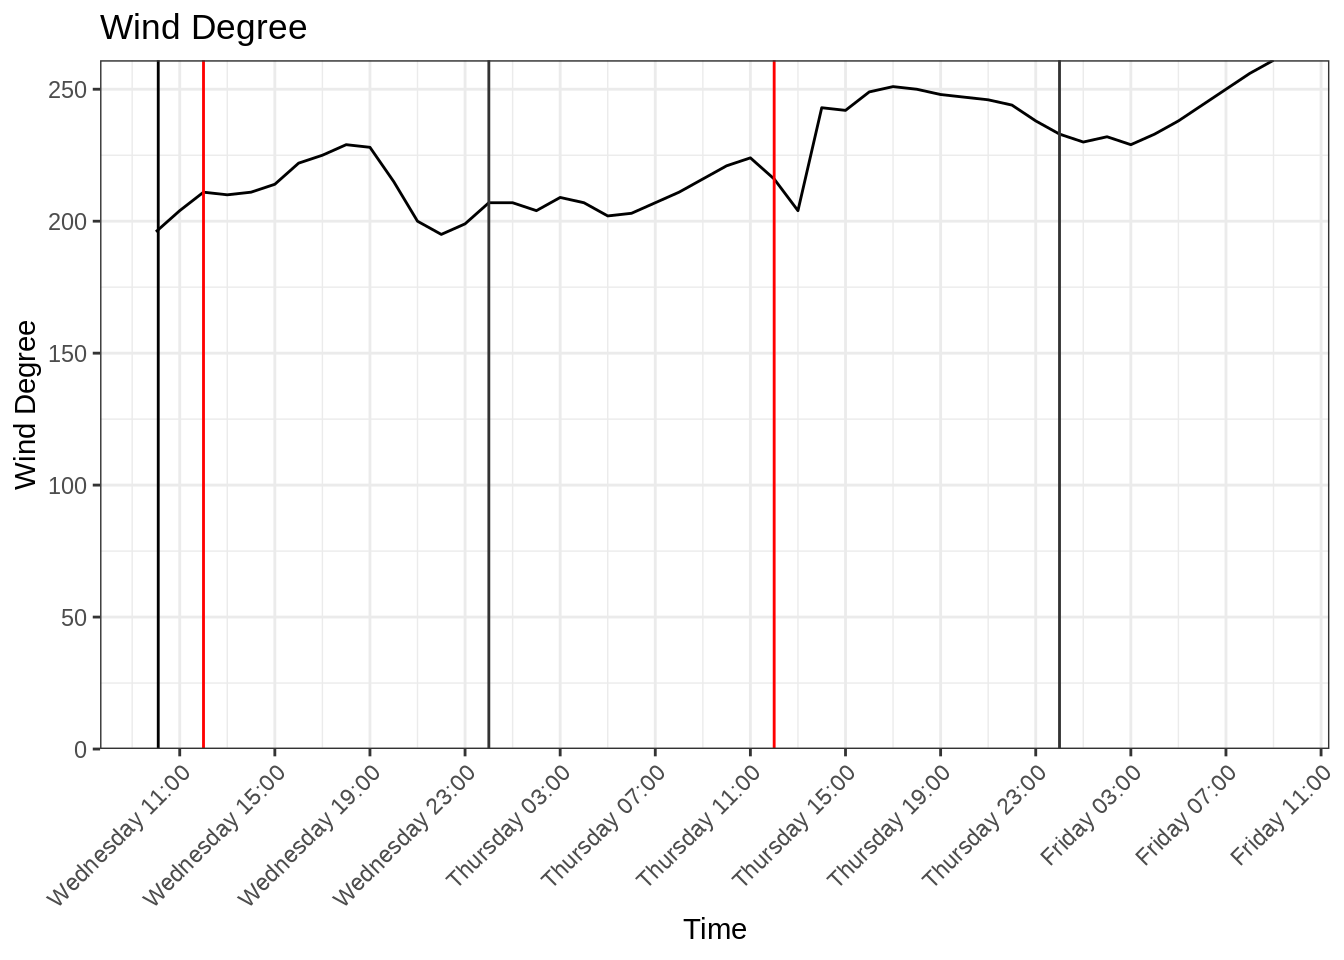 Wind Degree
Wind Degree
250
200
150
100
50
0
Wednesday 11:00
Wednesday 15:00
Wednesday 19:00
Wednesday 23:00
Thursday 03:00
Thursday 07:00
Thursday 11:00
Thursday 15:00
Thursday 19:00
Thursday 23:00
Friday 03:00
Friday 07:00
Friday 11:00
Time